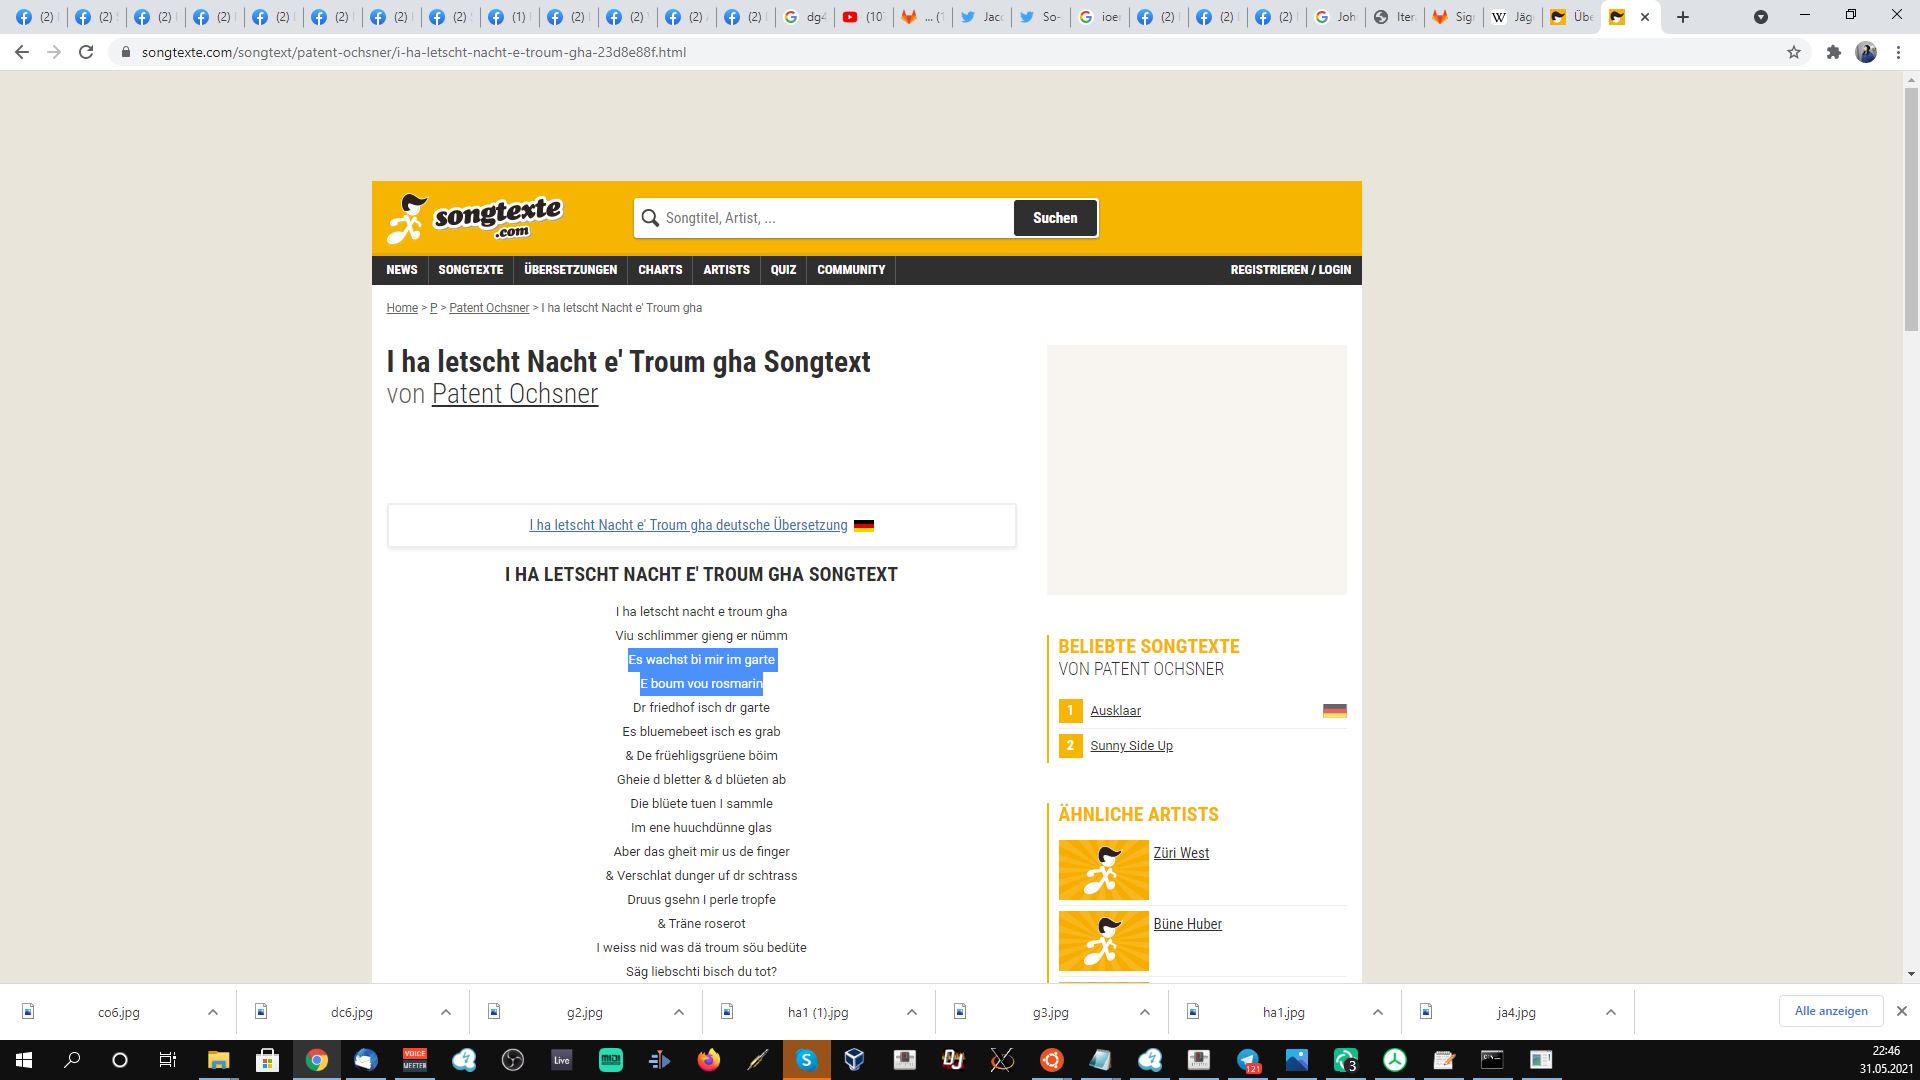 (2)
(2)
(2)
(2)
(2)
(2)
(2)
(2)
(1)
(2)
(2)
(2)
(2)
dg4
(10
... (1
Jac
So-
ioe
(2)
(2)
(2)
Joh
Iter
Sig
Jäg
Übe
songtexte.com/songtext/patent-ochsner/i-ha-letscht-nacht-e-troum-gha-23d8e88f.html
songtexte
.com
Songtitel, Artist, ...
Suchen
NEWS SONGTEXTE ÜBERSETZUNGEN CHARTS ARTISTS QUIZ COMMUNITY REGISTRIEREN / LOGIN
Home > P > Patent Ochsner > I ha letscht Nacht e' Troum gha
I ha letscht Nacht e' Troum gha Songtext
von Patent Ochsner
I ha letscht Nacht e' Troum gha deutsche Übersetzung
I HA LETSCHT NACHT E' TROUM GHA SONGTEXT
I ha letscht nacht e troum gha
Viu schlimmer gieng er nümm
Es wachst bi mir im garte
E boum vou rosmarin
Dr friedhof isch dr garte
Es bluemebeet isch es grab
& De früehligsgrüene böim
Gheie d bletter & d blüeten ab
Die blüete tuen I sammle
Im ene huuchdünne glas
Aber das gheit mir us de finger
& Verschlat dunger uf dr schtrass
Druus gsehn I perle tropfe
& Träne roserot
I weiss nid was dä troum söu bedüte
Säg liebschti bisch du tot?
BELIEBTE SONGTEXTE
VON PATENT OCHSNER
1 Ausklaar
2 Sunny Side Up
ÄHNLICHE ARTISTS
Züri West
Büne Huber
co6.jpg
dc6.jpg
g2.jpg
ha1 (1).jpg
g3.jpg
ha1.jpg
ja4.jpg
Alle anzeigen
VOICE
MEETER
Live
MIDI
121
3
22:46
31.05.2021